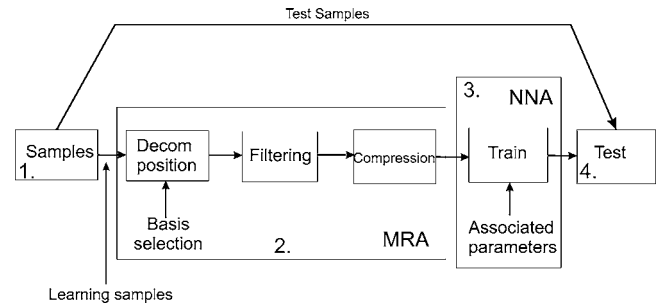 Test Samples
3.
NNA
Samples
1.
Decom
position
Filtering
Compression
Train
Test
4.
Basis
selection
2.
MRA
Associated
parameters
Learning samples